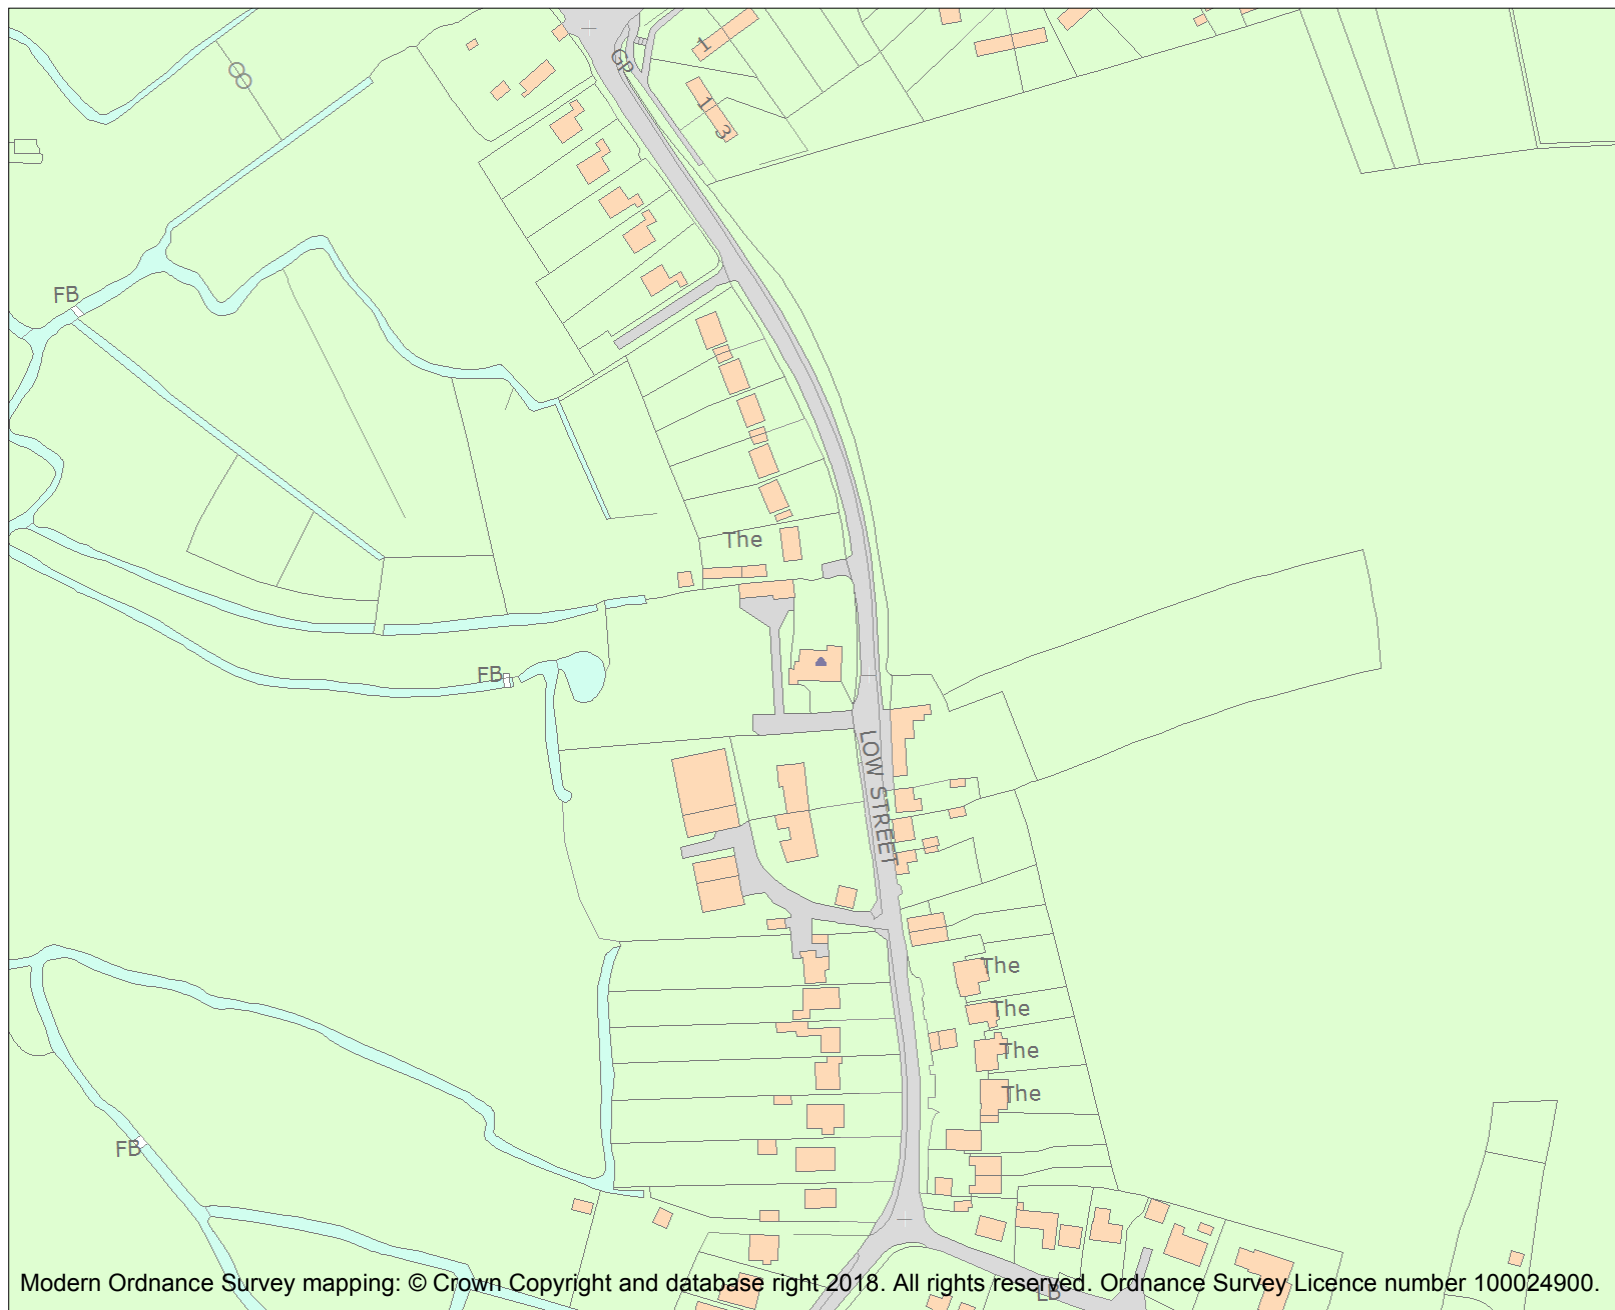 GP
1
1
3
FB
The
FB
LOW STREET
The
The
The
The
FB
LB
Modern Ordnance Survey mapping: © Crown Copyright and database right 2018. All rights reserved. Ordnance Survey Licence number 100024900.